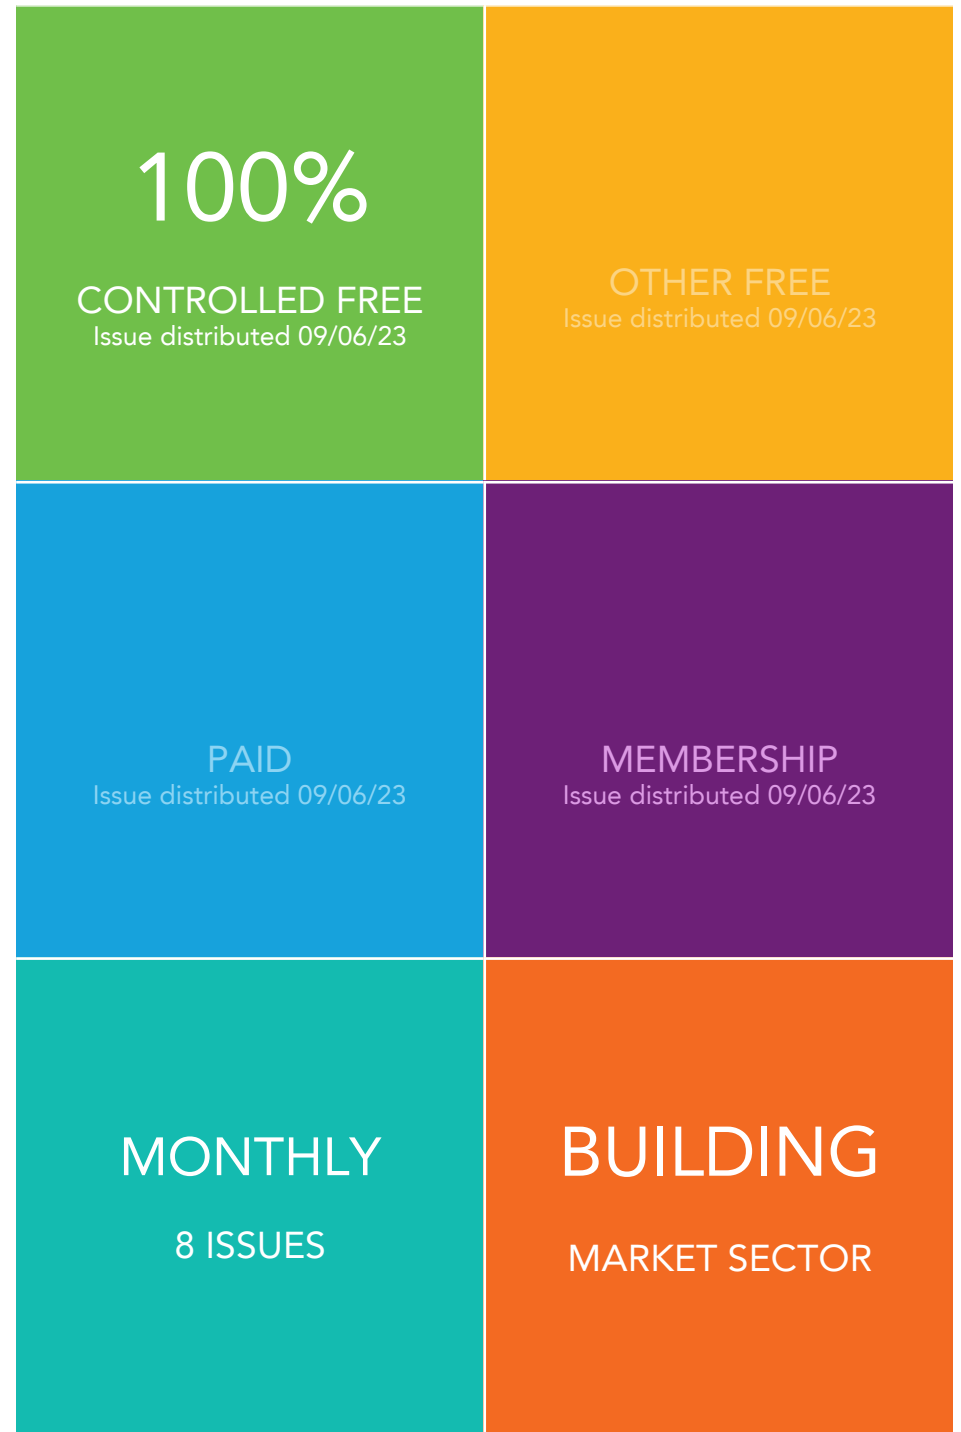 100%
CONTROLLED FREE
Issue distributed 09/06/23
OTHER FREE
Issue distributed 09/06/23
PAID
Issue distributed 09/06/23
MEMBERSHIP
Issue distributed 09/06/23
MONTHLY
8 ISSUES
BUILDING
MARKET SECTOR